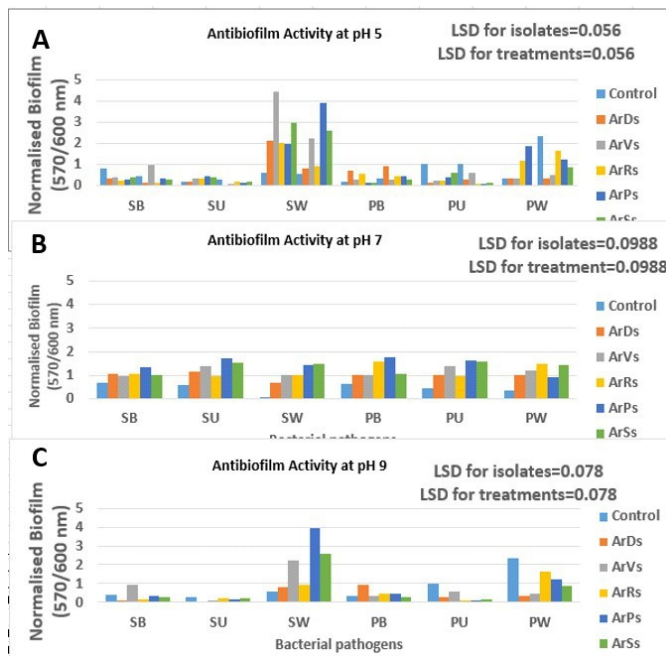 A
Antibiofilm Activity at pH 5
LSD for isolates=0.056
LSD for treatments=0.056
Normalised Biofilm
(570/600 nm)
5
4
3
2
1
0
SB SU SW PB PU PW
Control
ArDs
ArVs
ArRs
ArPs
ArSs
B
Antibiofilm Activity at pH 7
LSD for isolates=0.0988
LSD for treatment=0.0988
Normalised Biofilm
(570/600 nm)
5
4
3
2
1
0
SB SU SW PB PU PW
Bacterial pathogens
Control
ArDs
ArVs
ArRs
ArPs
ArSs
C
Antibiofilm Activity at pH 9
LSD for isolates=0.078
LSD for treatments=0.078
Normalised Biofilm
(570/600 nm)
5
4
3
2
1
0
SB SU SW PB PU PW
Bacterial pathogens
Control
ArDs
ArVs
ArRs
ArPs
ArSs